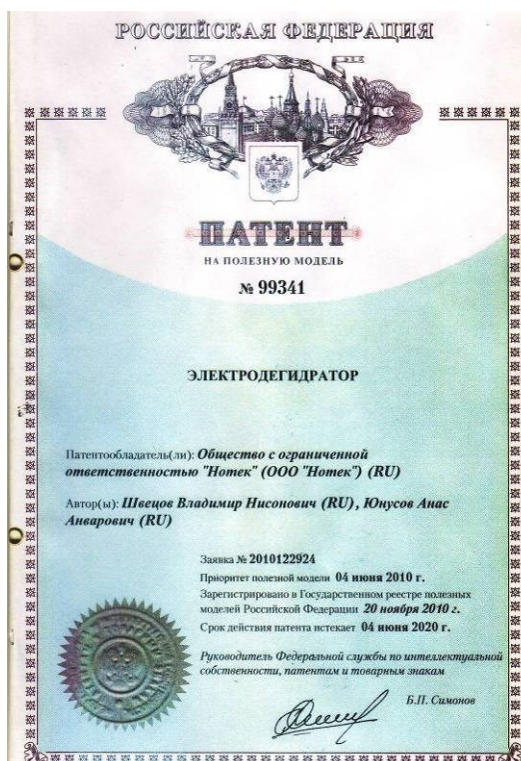 РОССИЙСКАЯ ФЕДЕРАЦИЯ
ПАТЕНТ
НА ПОЛЕЗНУЮ МОДЕЛЬ
№ 99341
ЭЛЕКТРОДЕГИДРАТОР
Патентообладатель(ли): Общество с ограниченной
ответственностью "Нотек" (ООО "Нотек") (RU)
Автор(ы): Швецов Владимир Нисонович (RU), Юнусов Анас
Анварович (RU)
Заявка № 2010122924
Приоритет полезной модели 04 июня 2010 г.
Зарегистрировано в Государственном реестре полезных
моделей Российской Федерации 20 ноября 2010 г.
Срок действия патента истекает 04 июня 2020 г.
Руководитель Федеральной службы по интеллектуальной
собственности, патентам и товарным знакам
Б.П. Симонов